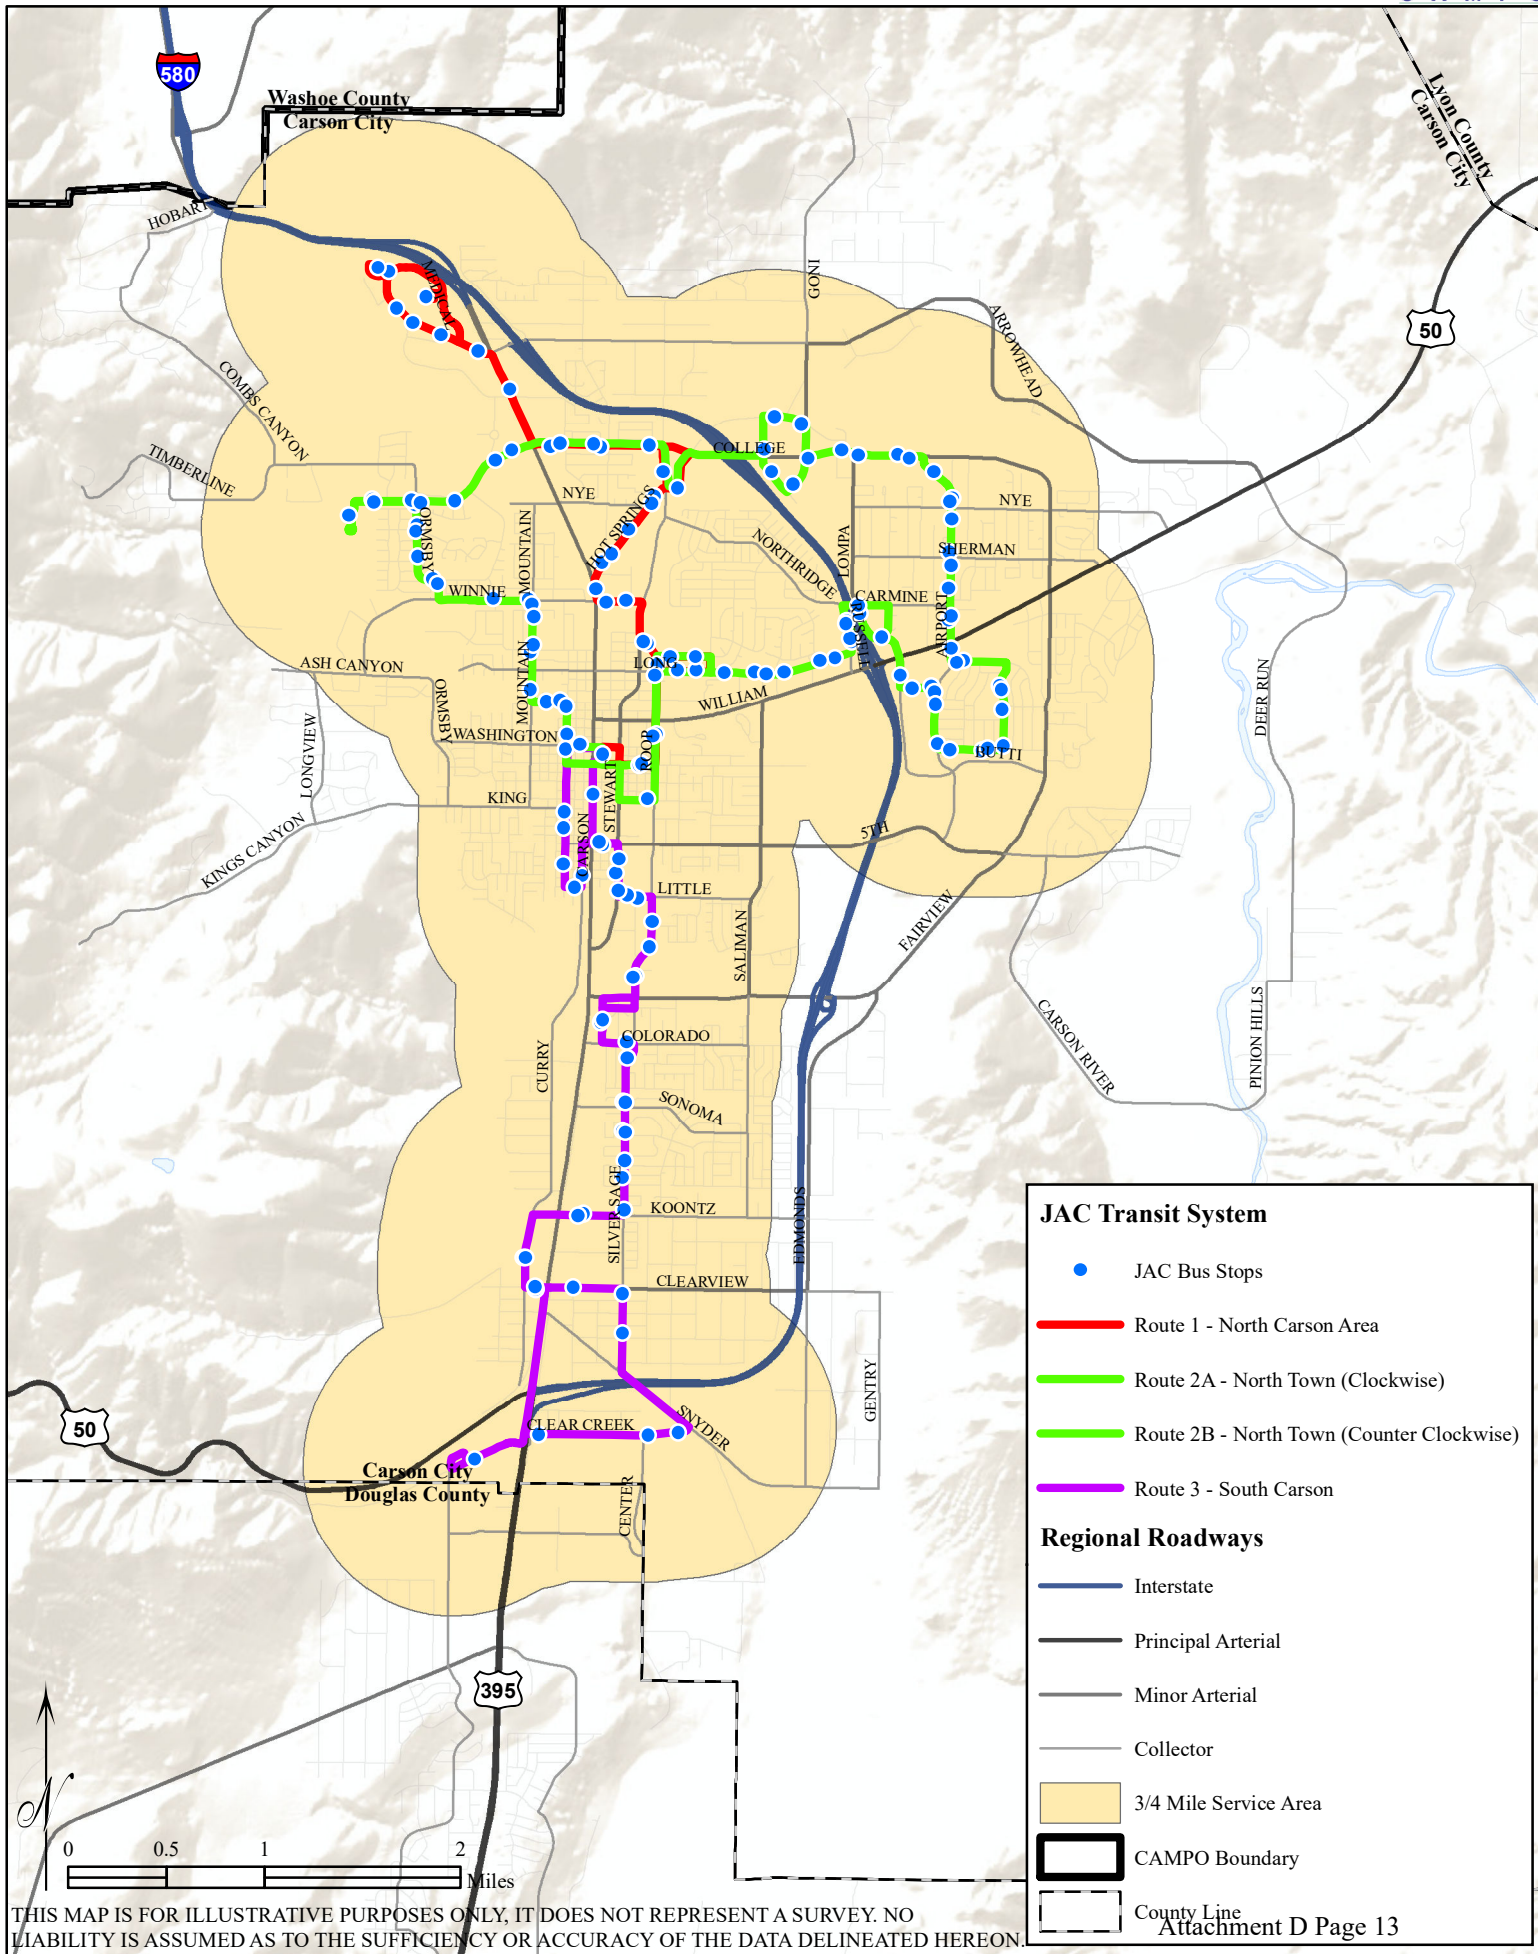 580
Washoe County
Carson City
Lyon County
Carson City
HOBART
MEDICAL
GONI
ARROWHEAD
50
COMBS CANYON
TIMBERLINE
COLLEGE
NYE
NYE
HOT SPRINGS
ORMSBY
MOUNTAIN
NORTHRIDGE
LOMPA
SHERMAN
WINNIE
CARMINE
RUSSELL
AIRPORT
ASH CANYON
LONG
MOUNTAIN
ORMSBY
WILLIAM
DEER RUN
LONGVIEW
WASHINGTON
ROOP
BUTTI
STEWART
KING
CARSON
5TH
KINGS CANYON
LITTLE
SALIMAN
FAIRVIEW
COLORADO
CURRY
CARSON RIVER
PINION HILLS
SONOMA
SILVER SAGE
KOONTZ
EDMONDS
CLEARVIEW
GENTRY
50
CLEAR CREEK
SNYDER
Carson City
Douglas County
CENTER
395
JAC Transit System
JAC Bus Stops
Route 1 - North Carson Area
Route 2A - North Town (Clockwise)
Route 2B - North Town (Counter Clockwise)
Route 3 - South Carson
Regional Roadways
Interstate
Principal Arterial
Minor Arterial
Collector
3/4 Mile Service Area
CAMPO Boundary
County Line
Attachment D Page 13
N
0 0.5 1 2
Miles
THIS MAP IS FOR ILLUSTRATIVE PURPOSES ONLY, IT DOES NOT REPRESENT A SURVEY. NO
LIABILITY IS ASSUMED AS TO THE SUFFICIENCY OR ACCURACY OF THE DATA DELINEATED HEREON.